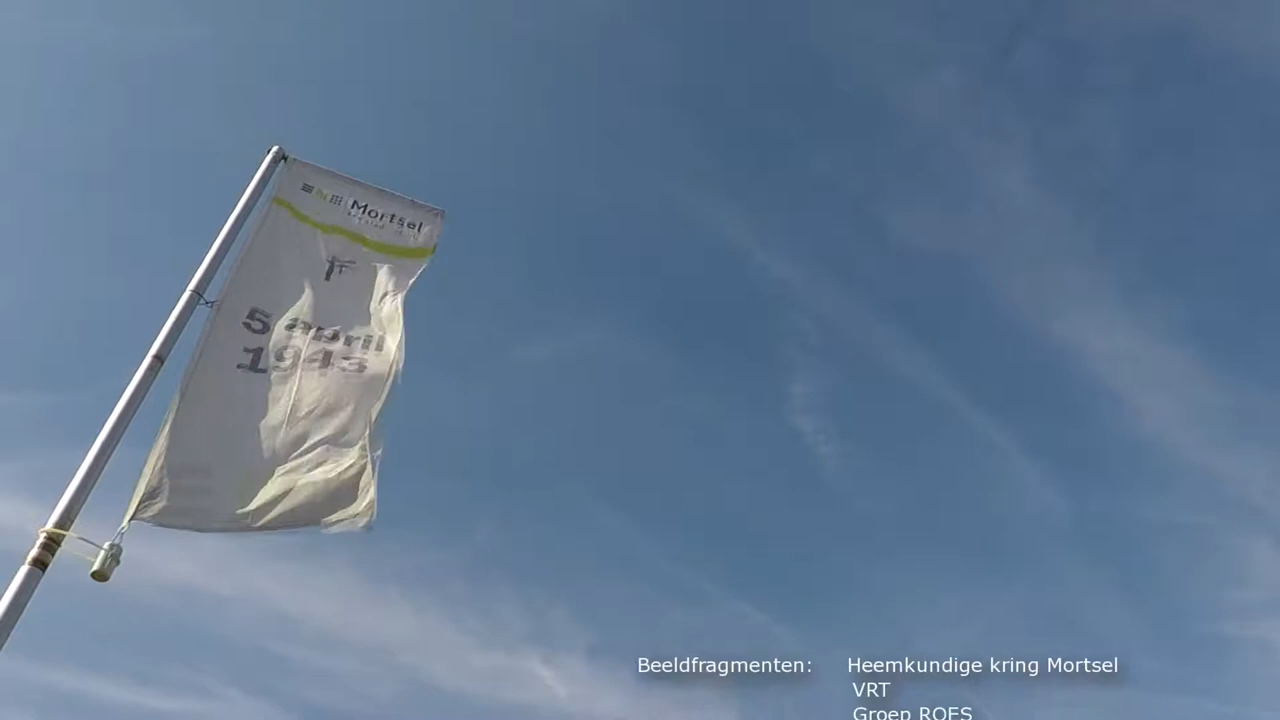 Mortsel
5 april
1943
Beeldfragmenten: Heemkundige kring Mortsel
VRT
Groep ROES